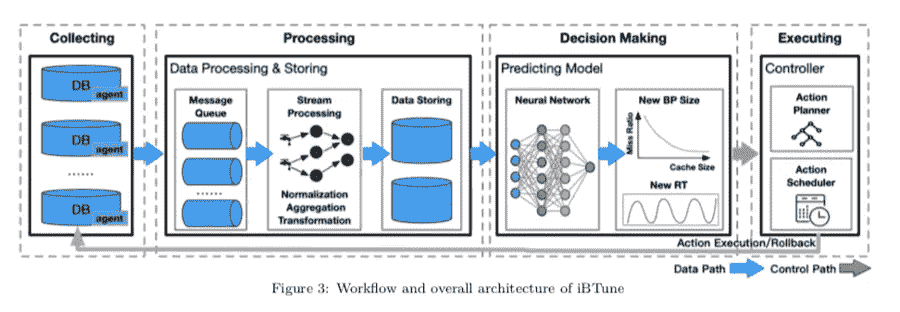 Collecting
Processing
Decision Making
Executing
DB
agent
DB
agent
......
DB
agent
Data Processing & Storing
Message
Queue
......
Stream
Processing
Normalization
Aggregation
Transformation
Data Storing
Predicting Model
Neural Network
New BP Size
Miss Ratio
Cache Size
New RT
Controller
Action
Planner
Action
Scheduler
Action Execution/Rollback
Data Path
Control Path
Figure 3: Workflow and overall architecture of iBTune